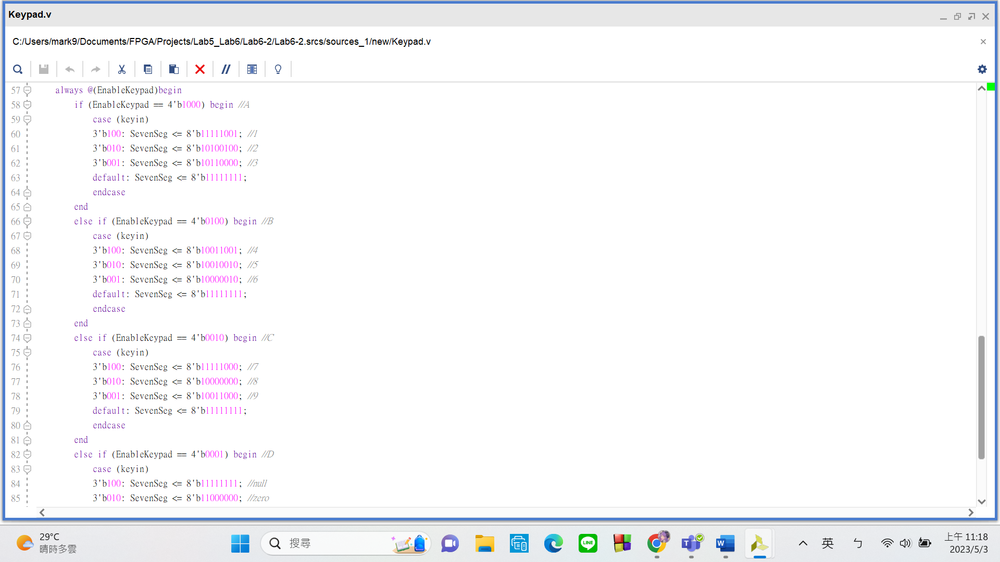 Keypad.v
C:/Users/mark9/Documents/FPGA/Projects/Lab5_Lab6/Lab6-2/Lab6-2.srcs/sources_1/new/Keypad.v
57 always @(EnableKeypad)begin
58 if (EnableKeypad == 4'b1000) begin //A
59 case (keyin)
60 3'b100: SevenSeg <= 8'b11111001; //1
61 3'b010: SevenSeg <= 8'b10100100; //2
62 3'b001: SevenSeg <= 8'b10110000; //3
63 default: SevenSeg <= 8'b11111111;
64 endcase
65 end
66 else if (EnableKeypad == 4'b0100) begin //B
67 case (keyin)
68 3'b100: SevenSeg <= 8'b10011001; //4
69 3'b010: SevenSeg <= 8'b10010010; //5
70 3'b001: SevenSeg <= 8'b10000010; //6
71 default: SevenSeg <= 8'b11111111;
72 endcase
73 end
74 else if (EnableKeypad == 4'b0010) begin //C
75 case (keyin)
76 3'b100: SevenSeg <= 8'b11111000; //7
77 3'b010: SevenSeg <= 8'b10000000; //8
78 3'b001: SevenSeg <= 8'b10011000; //9
79 default: SevenSeg <= 8'b11111111;
80 endcase
81 end
82 else if (EnableKeypad == 4'b0001) begin //D
83 case (keyin)
84 3'b100: SevenSeg <= 8'b11111111; //null
85 3'b010: SevenSeg <= 8'b11000000; //zero
29°C
晴時多雲
搜尋
LINE
T
W
英
ㄅ
上午 11:18
2023/5/3